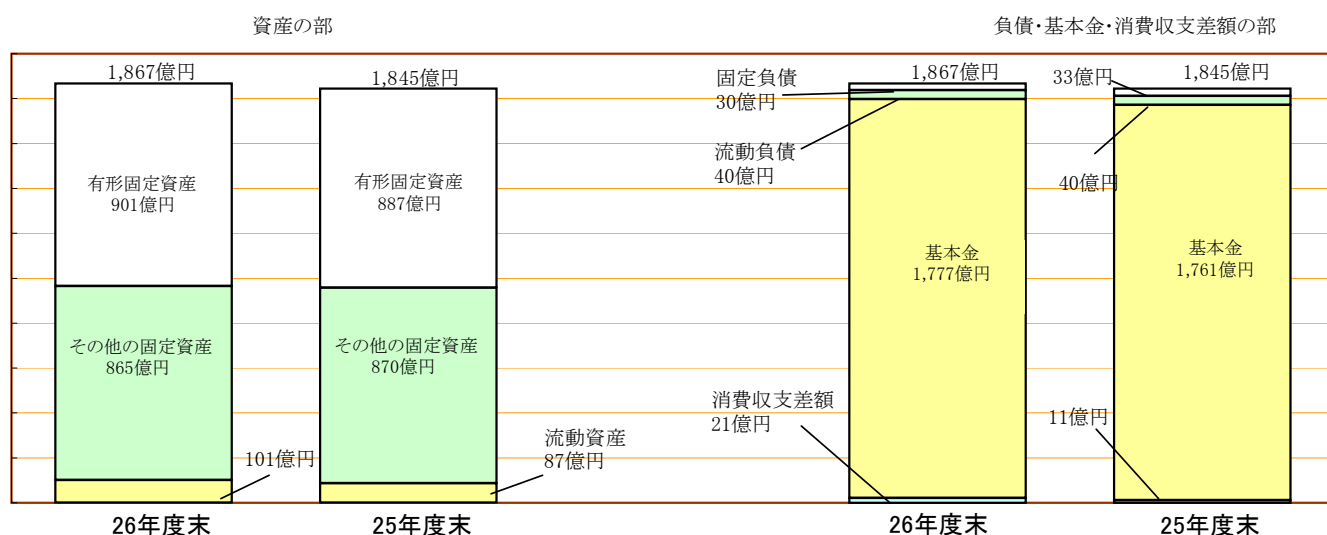 資産の部
負債・基本金・消費収支差額の部
1,867億円
1,845億円
有形固定資産
901億円
有形固定資産
887億円
その他の固定資産
865億円
その他の固定資産
870億円
101億円
流動資産
87億円
26年度末
25年度末
1,867億円
1,845億円
固定負債
30億円
33億円
流動負債
40億円
40億円
基本金
1,777億円
基本金
1,761億円
消費収支差額
21億円
11億円
26年度末
25年度末